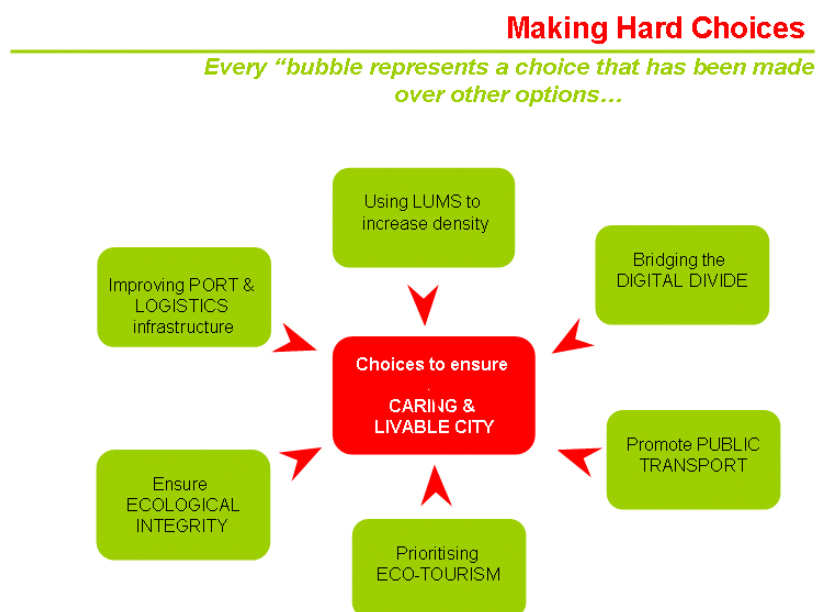 Making Hard Choices
Every “bubble represents a choice that has been made
over other options…
Using LUMS to
increase density
Bridging the
DIGITAL DIVIDE
Improving PORT &
LOGISTICS
infrastructure
Choices to ensure
CARING &
LIVABLE CITY
Promote PUBLIC
TRANSPORT
Ensure
ECOLOGICAL
INTEGRITY
Prioritising
ECO-TOURISM